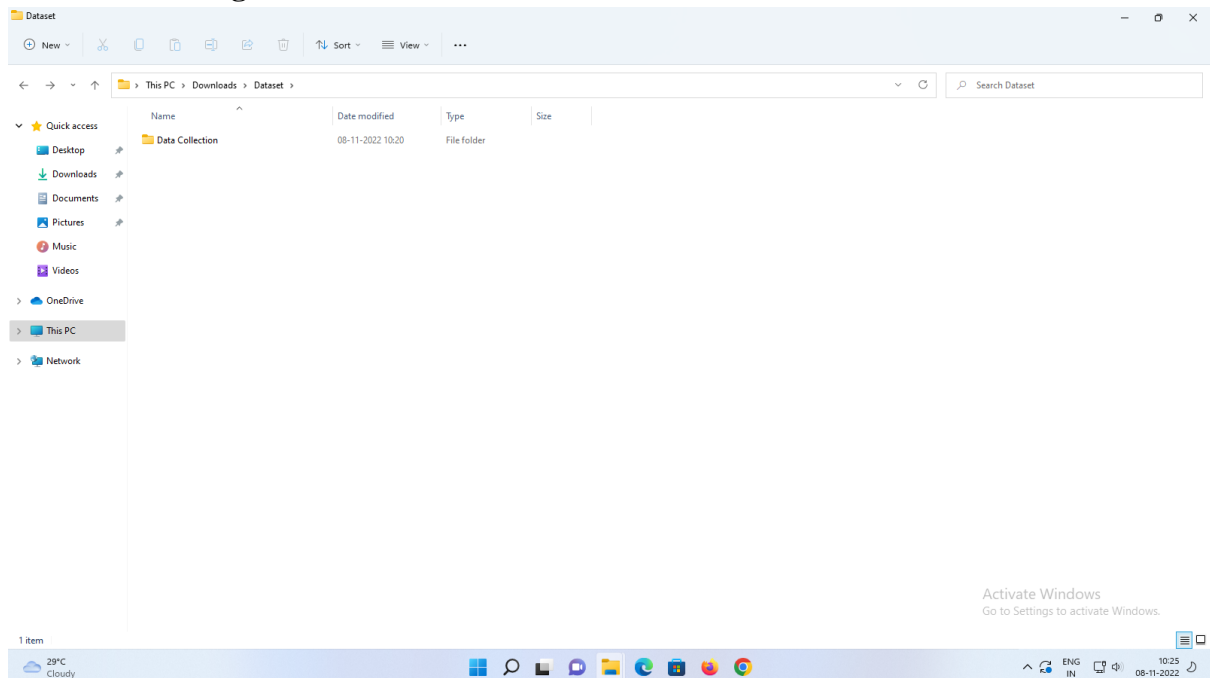 Dataset
New
Sort
View
This PC > Downloads > Dataset >
Search Dataset
Name
Date modified
Type
Size
Quick access
Data Collection
08-11-2022 10:20
File folder
Desktop
Downloads
Documents
Pictures
Music
Videos
OneDrive
This PC
Network
Activate Windows
Go to Settings to activate Windows.
1 item
29°C
Cloudy
ENG
IN
10:25
08-11-2022